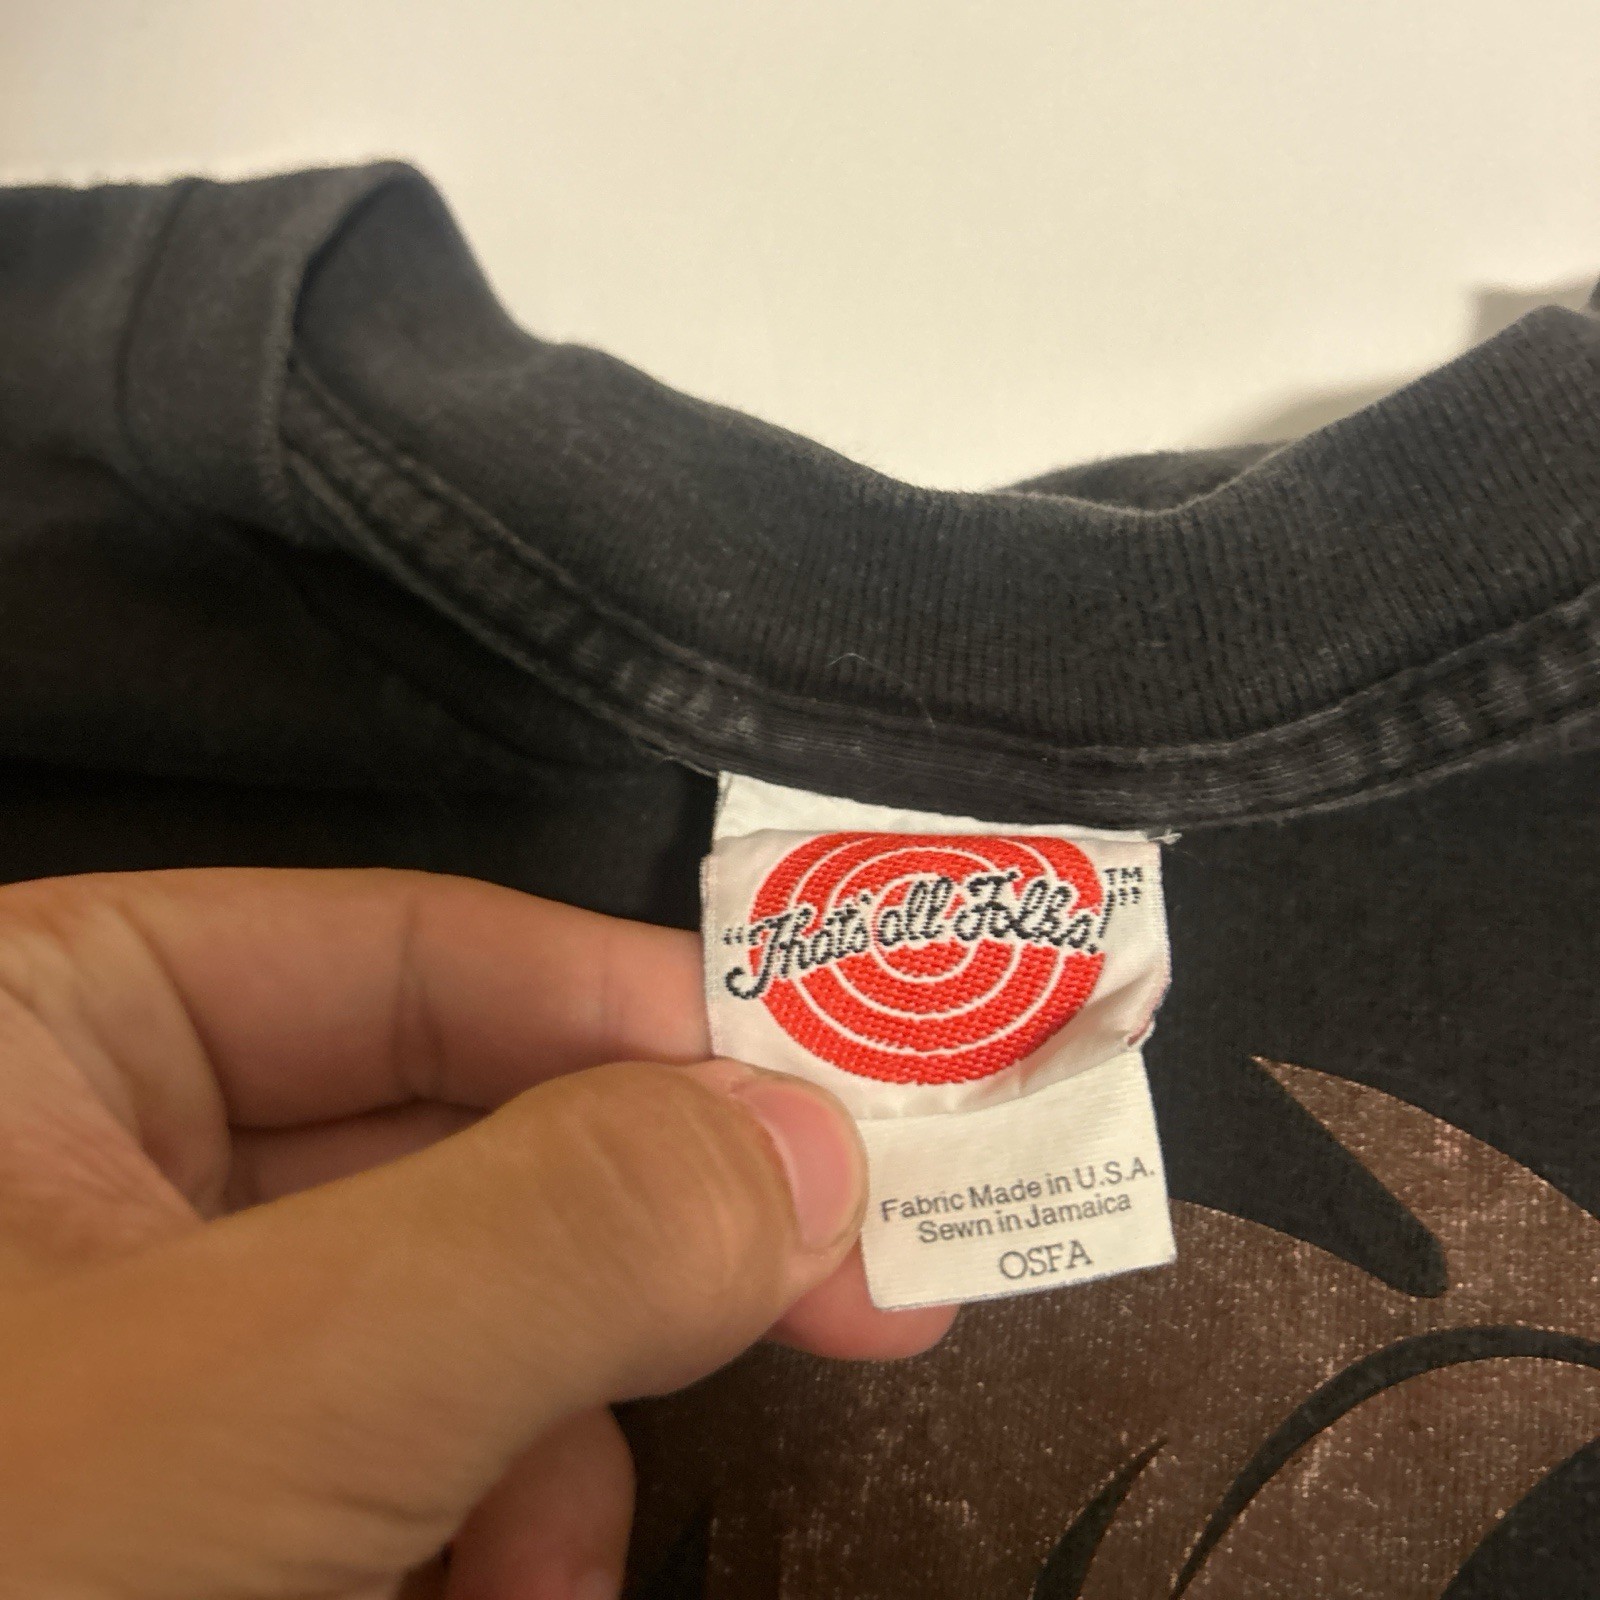 “That's all Folks!”™
Fabric Made in U.S.A.
Sewn in Jamaica
OSFA